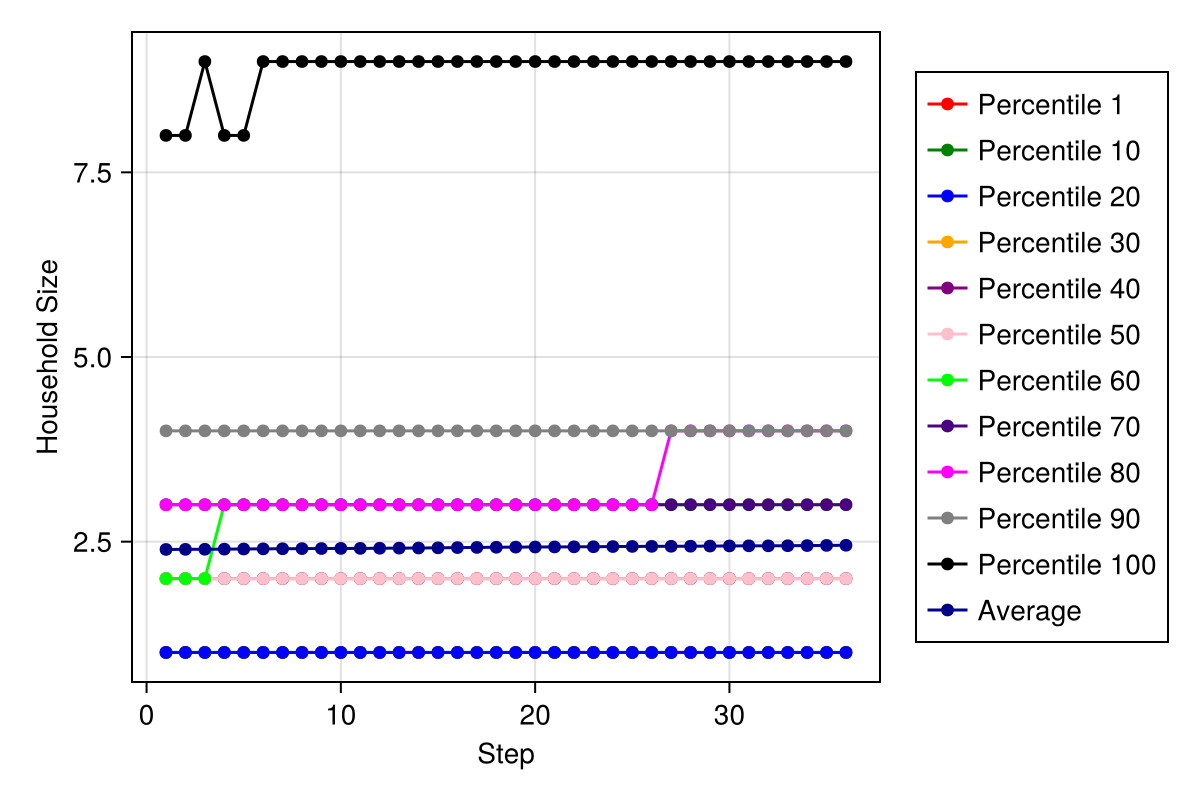 7.5
5.0
2.5
Household Size
0
10
20
30
Step
Percentile 1
Percentile 10
Percentile 20
Percentile 30
Percentile 40
Percentile 50
Percentile 60
Percentile 70
Percentile 80
Percentile 90
Percentile 100
Average